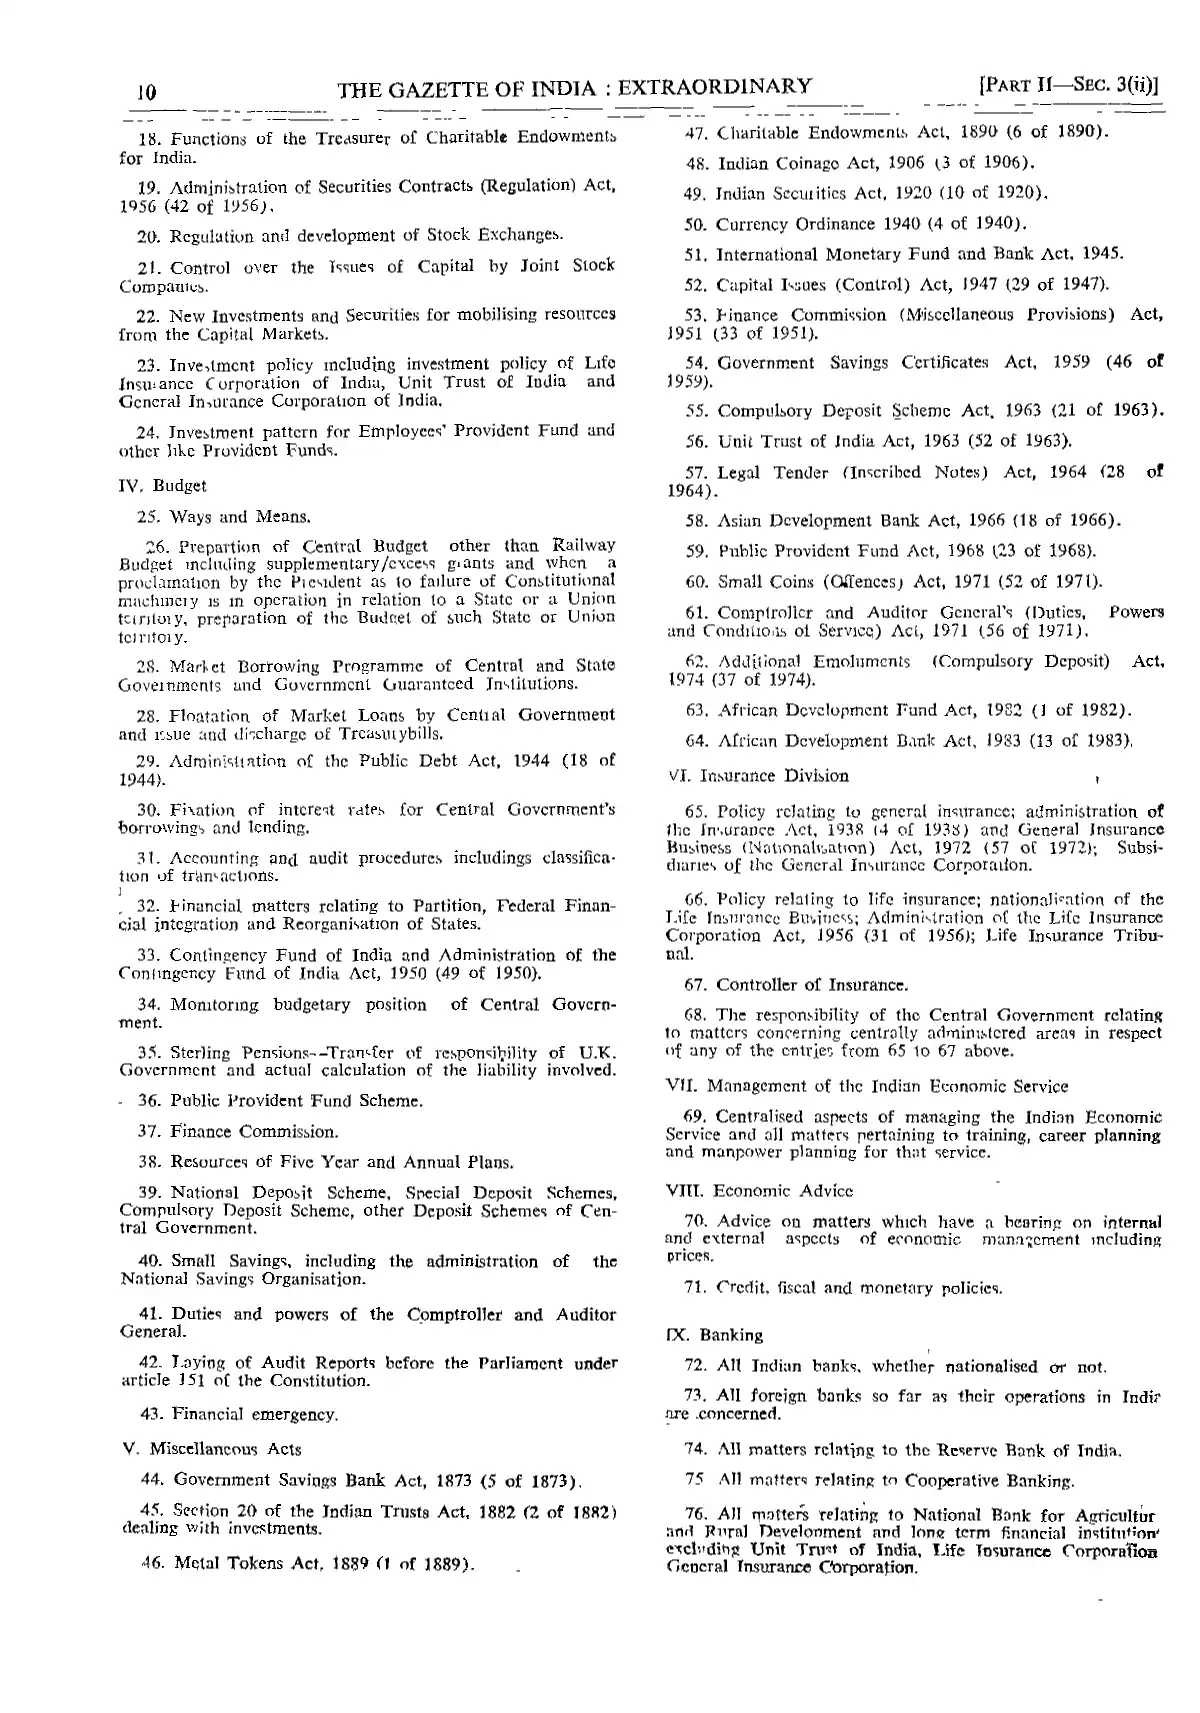 10 THE GAZETTE OF INDIA : EXTRAORDINARY [PART II—SEC. 3(ii)]
18. Functions of the Treasurer of Charitable Endowments
for India.
19. Administration of Securities Contracts (Regulation) Act,
1956 (42 of 1956).
20. Regulation and development of Stock Exchanges.
21. Control over the Issues of Capital by Joint Stock
Companies.
22. New Investments and Securities for mobilising resources
from the Capital Markets.
23. Investment policy including investment policy of Life
Insurance Corporation of India, Unit Trust of India and
General Insurance Corporation of India.
24. Investment pattern for Employees' Provident Fund and
other like Provident Funds.
IV. Budget
25. Ways and Means.
26. Prepartion of Central Budget other than Railway
Budget including supplementary/excess grants and when a
proclamation by the President as to failure of Constitutional
machinery is in operation in relation to a State or a Union
territory, preparation of the Budget of such State or Union
territory.
28. Market Borrowing Programme of Central and State
Governments and Government Guaranteed Institutions.
28. Floatation of Market Loans by Central Government
and issue and discharge of Treasurybills.
29. Administration of the Public Debt Act, 1944 (18 of
1944).
30. Fixation of interest rates for Central Government's
borrowings and lending.
31. Accounting and audit procedures includings classifica-
tion of transactions.
32. Financial matters relating to Partition, Federal Finan-
cial integration and Reorganisation of States.
33. Contingency Fund of India and Administration of the
Contingency Fund of India Act, 1950 (49 of 1950).
34. Monitoring budgetary position of Central Govern-
ment.
35. Sterling Pensions--Transfer of responsibility of U.K.
Government and actual calculation of the liability involved.
36. Public Provident Fund Scheme.
37. Finance Commission.
38. Resources of Five Year and Annual Plans.
39. National Deposit Scheme, Special Deposit Schemes,
Compulsory Deposit Scheme, other Deposit Schemes of Cen-
tral Government.
40. Small Savings, including the administration of the
National Savings Organisation.
41. Duties and powers of the Comptroller and Auditor
General.
42. Laying of Audit Reports before the Parliament under
article 151 of the Constitution.
43. Financial emergency.
V. Miscellaneous Acts
44. Government Savings Bank Act, 1873 (5 of 1873).
45. Section 20 of the Indian Trusts Act, 1882 (2 of 1882)
dealing with investments.
46. Metal Tokens Act, 1889 (1 of 1889).
47. Charitable Endowments Act, 1890 (6 of 1890).
48. Indian Coinage Act, 1906 (3 of 1906).
49. Indian Securities Act, 1920 (10 of 1920).
50. Currency Ordinance 1940 (4 of 1940).
51. International Monetary Fund and Bank Act, 1945.
52. Capital Issues (Control) Act, 1947 (29 of 1947).
53. Finance Commission (Miscellaneous Provisions) Act,
1951 (33 of 1951).
54. Government Savings Certificates Act, 1959 (46 of
1959).
55. Compulsory Deposit Scheme Act, 1963 (21 of 1963).
56. Unit Trust of India Act, 1963 (52 of 1963).
57. Legal Tender (Inscribed Notes) Act, 1964 (28 of
1964).
58. Asian Development Bank Act, 1966 (18 of 1966).
59. Public Provident Fund Act, 1968 (23 of 1968).
60. Small Coins (Offences) Act, 1971 (52 of 1971).
61. Comptroller and Auditor General's (Duties, Powers
and Conditions of Service) Act, 1971 (56 of 1971).
62. Additional Emoluments (Compulsory Deposit) Act,
1974 (37 of 1974).
63. African Development Fund Act, 1982 (1 of 1982).
64. African Development Bank Act, 1983 (13 of 1983).
VI. Insurance Division
65. Policy relating to general insurance; administration of
the Insurance Act, 1938 (4 of 1938) and General Insurance
Business (Nationalisation) Act, 1972 (57 of 1972); Subsi-
diaries of the General Insurance Corporation.
66. Policy relating to life insurance; nationalisation of the
Life Insurance Business; Administration of the Life Insurance
Corporation Act, 1956 (31 of 1956); Life Insurance Tribu-
nal.
67. Controller of Insurance.
68. The responsibility of the Central Government relating
to matters concerning centrally administered areas in respect
of any of the entries from 65 to 67 above.
VII. Management of the Indian Economic Service
69. Centralised aspects of managing the Indian Economic
Service and all matters pertaining to training, career planning
and manpower planning for that service.
VIII. Economic Advice
70. Advice on matters which have a bearing on internal
and external aspects of economic management including
prices.
71. Credit, fiscal and monetary policies.
IX. Banking
72. All Indian banks, whether nationalised or not.
73. All foreign banks so far as their operations in India
are concerned.
74. All matters relating to the Reserve Bank of India.
75 All matters relating to Cooperative Banking.
76. All matters relating to National Bank for Agricultur
and Rural Development and long term financial institution
excluding Unit Trust of India, Life Insurance Corporation
General Insurance Corporation.